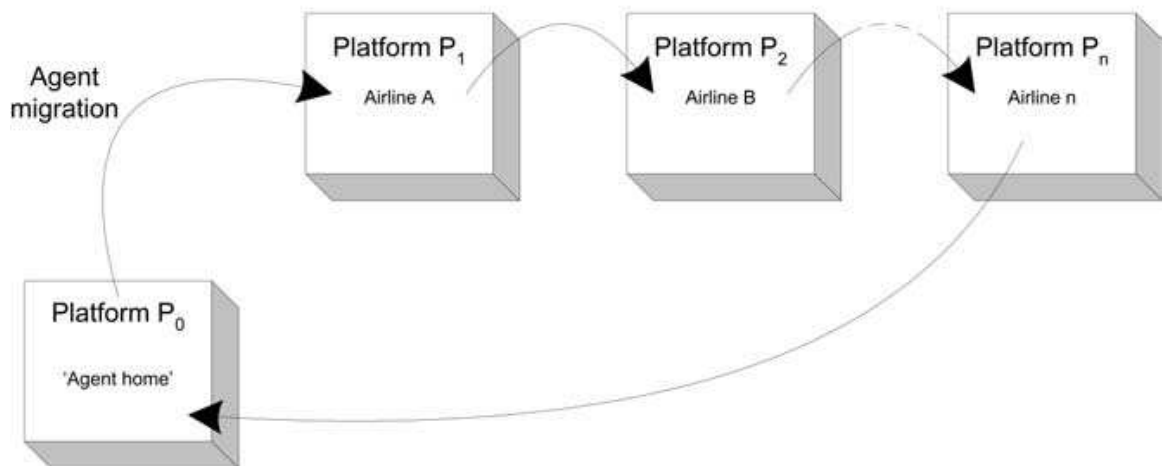 Platform P₁
Airline A
Platform P₂
Airline B
Platform Pₙ
Airline n
Agent
migration
Platform P₀
‘Agent home’